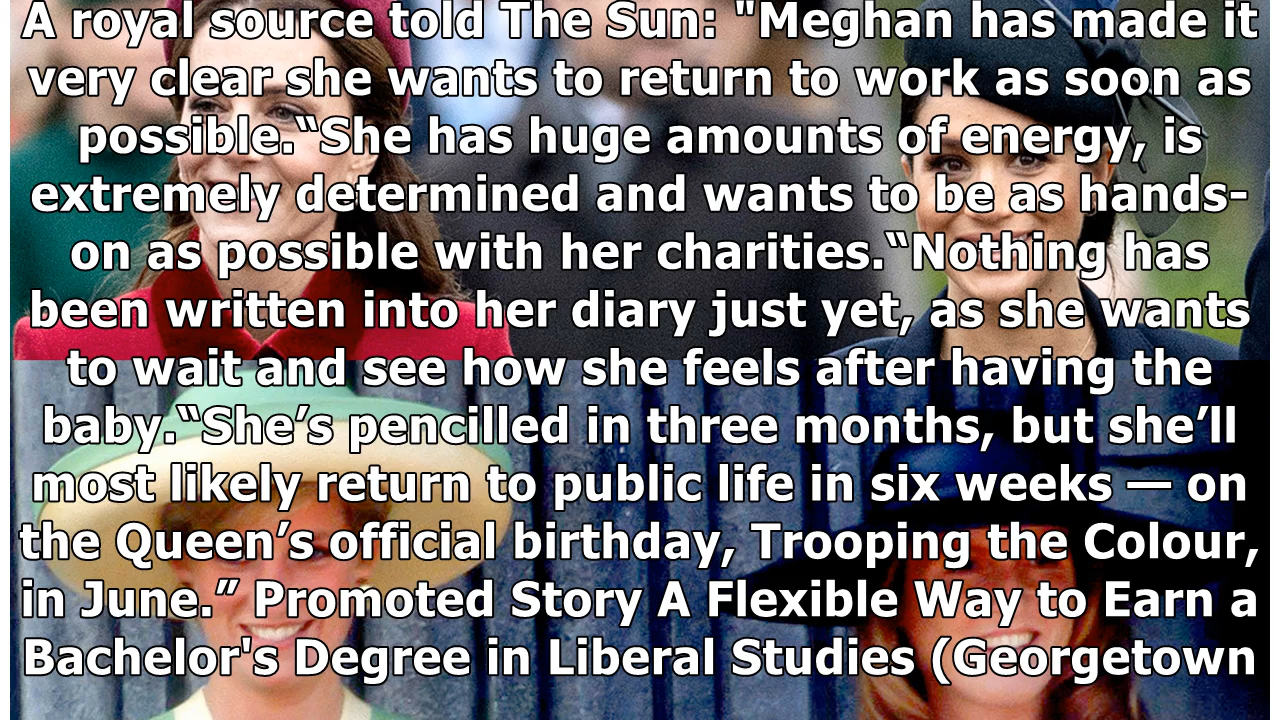 A royal source told The Sun: "Meghan has made it
very clear she wants to return to work as soon as
possible.“She has huge amounts of energy, is
extremely determined and wants to be as hands-
on as possible with her charities.“Nothing has
been written into her diary just yet, as she wants
to wait and see how she feels after having the
baby.“She’s pencilled in three months, but she’ll
most likely return to public life in six weeks — on
the Queen’s official birthday, Trooping the Colour,
in June.” Promoted Story A Flexible Way to Earn a
Bachelor's Degree in Liberal Studies (Georgetown